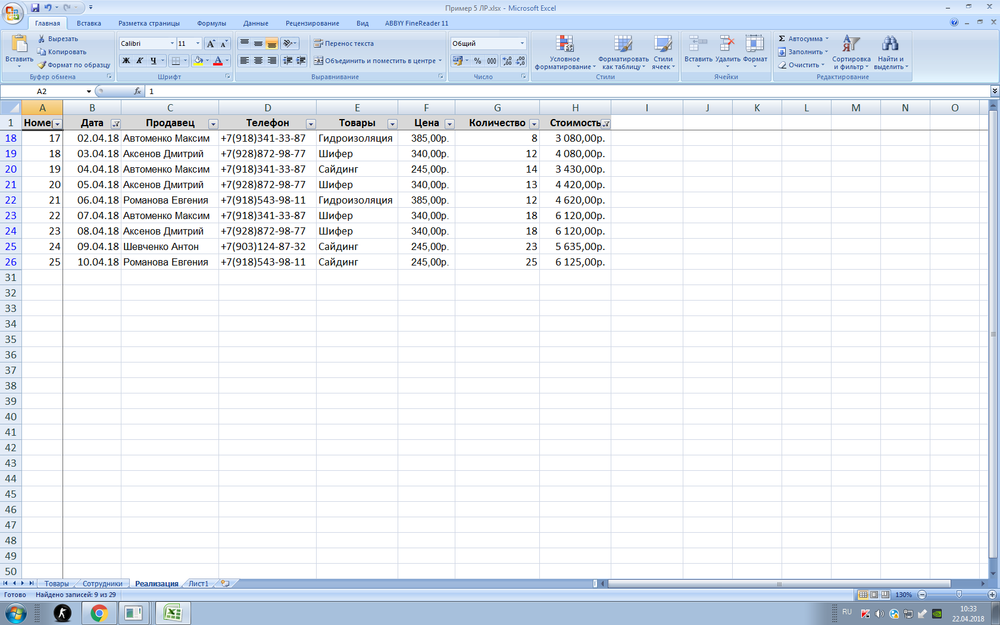 Пример 5 ЛР.xlsx - Microsoft Excel
Главная Вставка Разметка страницы Формулы Данные Рецензирование Вид ABBYY FineReader 11
Вставить
Вырезать
Копировать
Формат по образцу
Буфер обмена
Calibri 11
Ж К Ч
Шрифт
Перенос текста
Объединить и поместить в центре
Выравнивание
Общий
% 000
Число
Условное форматирование
Форматировать как таблицу
Стили ячеек
Стили
Вставить Удалить Формат
Ячейки
Σ Автосумма
Заполнить
Очистить
Сортировка и фильтр
Найти и выделить
Редактирование
A2 fx 1
A B C D E F G H I J K L M N O
1 Номе Дата Продавец Телефон Товары Цена Количество Стоимость
18 17 02.04.18 Автоменко Максим +7(918)341-33-87 Гидроизоляция 385,00р. 8 3 080,00р.
19 18 03.04.18 Аксенов Дмитрий +7(928)872-98-77 Шифер 340,00р. 12 4 080,00р.
20 19 04.04.18 Автоменко Максим +7(918)341-33-87 Сайдинг 245,00р. 14 3 430,00р.
21 20 05.04.18 Аксенов Дмитрий +7(928)872-98-77 Шифер 340,00р. 13 4 420,00р.
22 21 06.04.18 Романова Евгения +7(918)543-98-11 Гидроизоляция 385,00р. 12 4 620,00р.
23 22 07.04.18 Автоменко Максим +7(918)341-33-87 Шифер 340,00р. 18 6 120,00р.
24 23 08.04.18 Аксенов Дмитрий +7(928)872-98-77 Шифер 340,00р. 18 6 120,00р.
25 24 09.04.18 Шевченко Антон +7(903)124-87-32 Сайдинг 245,00р. 23 5 635,00р.
26 25 10.04.18 Романова Евгения +7(918)543-98-11 Сайдинг 245,00р. 25 6 125,00р.
31
32
33
34
35
36
37
38
39
40
41
42
43
44
45
46
47
48
49
50
Товары Сотрудники Реализация Лист1
Готово Найдено записей: 9 из 29 130%
RU 10:33
22.04.2018